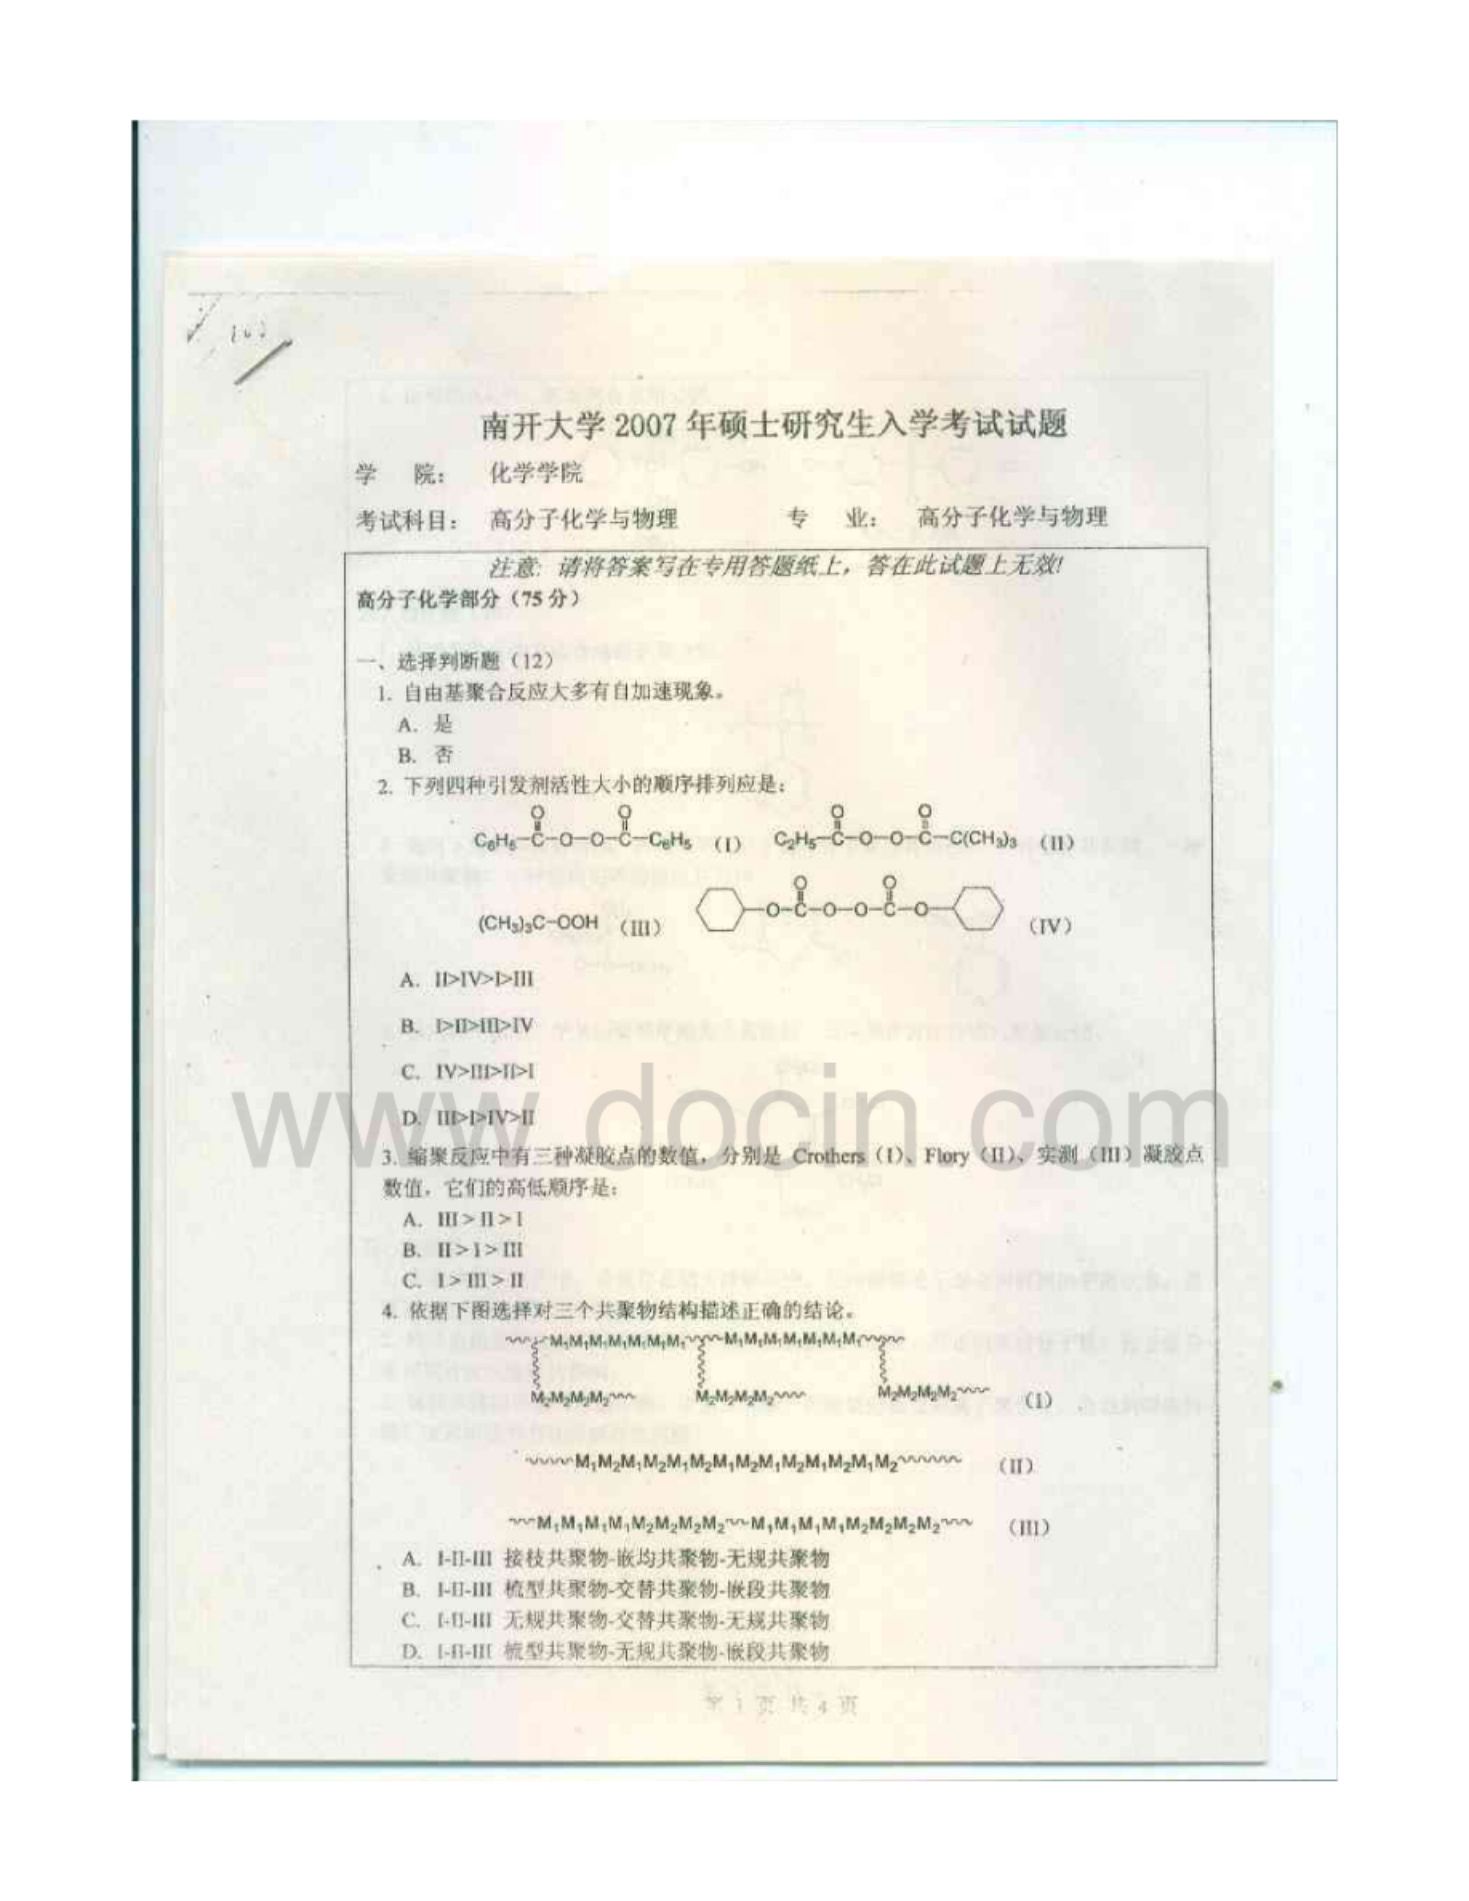 南开大学 2007 年硕士研究生入学考试试题
学 院： 化学学院
考试科目： 高分子化学与物理 专 业： 高分子化学与物理
注意: 请将答案写在专用答题纸上，答在此试题上无效!
高分子化学部分（75 分）
一、选择判断题（12）
1. 自由基聚合反应大多有自加速现象。
A. 是
B. 否
2. 下列四种引发剂活性大小的顺序排列应是：
O O O O
C₆H₅-C-O-O-C-C₆H₅ （I） C₂H₅-C-O-O-C-C(CH₃)₃ （II）
O O
(CH₃)₃C-OOH （III） O-C-O-O-C-O （IV）
A. II>IV>I>III
B. I>II>III>IV
C. IV>III>II>I
D. III>I>IV>II
www.docin.com
3. 缩聚反应中有三种凝胶点的数值，分别是 Crothers（I）、Flory（II）、实测（III）凝胶点
数值，它们的高低顺序是：
A. III > II > I
B. II > I > III
C. I > III > II
4. 依据下图选择对三个共聚物结构描述正确的结论。
M₁M₁M₁M₁M₁M₁ M₁M₁M₁M₁M₁M₁
M₂M₂M₂M₂ M₂M₂M₂M₂ M₂M₂M₂M₂ （I）
M₁M₂M₁M₂M₁M₂M₁M₂M₁M₂M₁M₂M₁M₂ （II）
M₁M₁M₁M₁M₂M₂M₂M₂ M₁M₁M₁M₁M₂M₂M₂M₂ （III）
A. I-II-III 接枝共聚物-嵌均共聚物-无规共聚物
B. I-II-III 梳型共聚物-交替共聚物-嵌段共聚物
C. I-II-III 无规共聚物-交替共聚物-无规共聚物
D. I-II-III 梳型共聚物-无规共聚物-嵌段共聚物
第 1 页 共 4 页